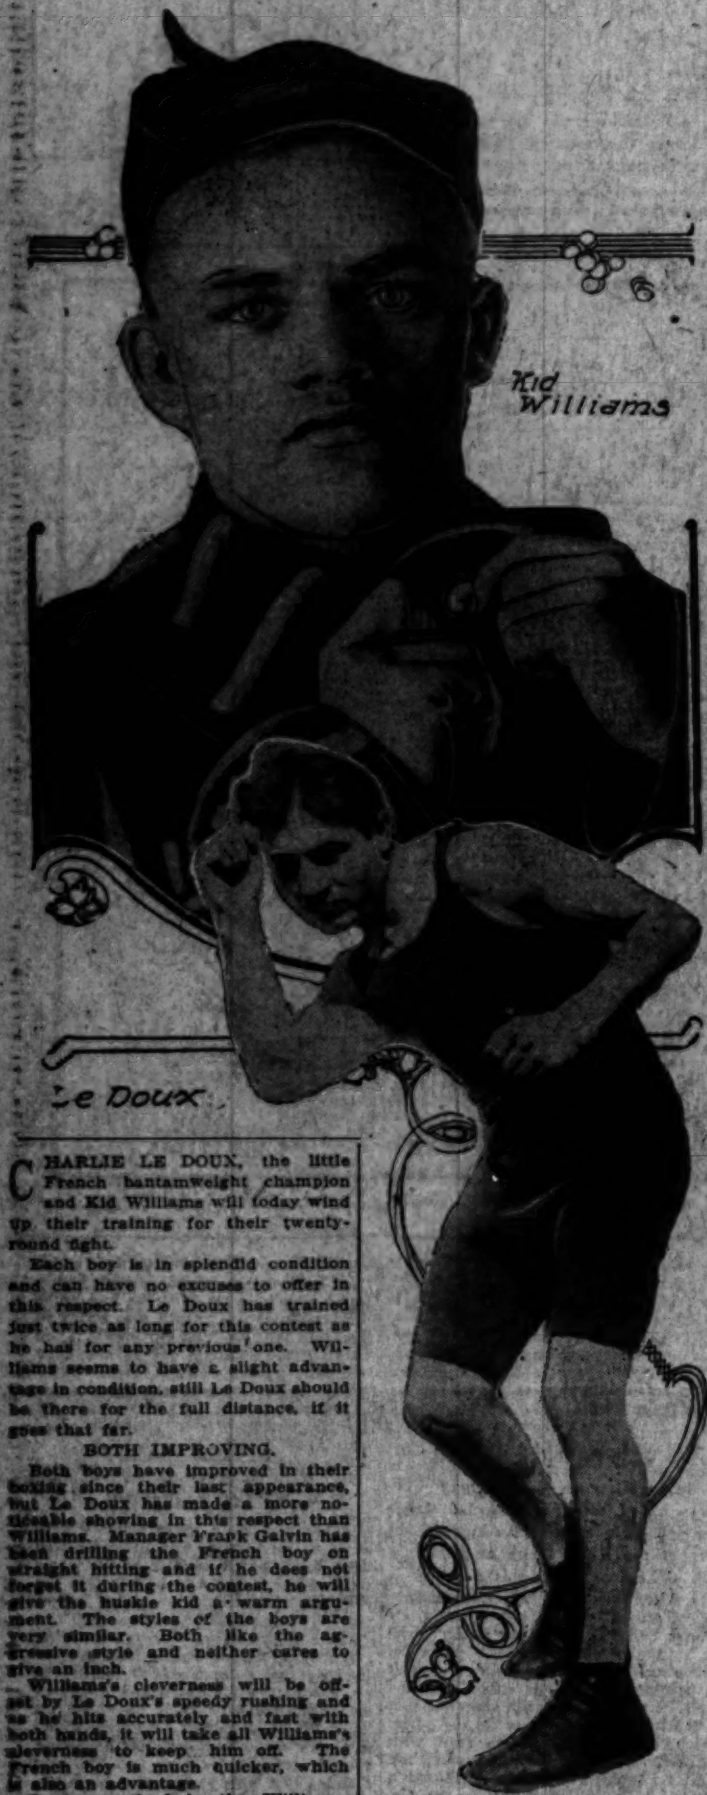 Kid
Williams
Le Doux
CHARLIE LE DOUX, the little
French bantamweight champion
and Kid Williams will today wind
up their training for their twenty-
round fight.
Each boy is in splendid condition
and can have no excuses to offer in
this respect. Le Doux has trained
just twice as long for this contest as
he has for any previous one. Wil-
liams seems to have a slight advan-
tage in condition, still Le Doux should
be there for the full distance, if it
goes that far.
BOTH IMPROVING.
Both boys have improved in their
boxing since their last appearance,
but Le Doux has made a more no-
ticeable showing in this respect than
Williams. Manager Frank Galvin has
been drilling the French boy on
straight hitting and if he does not
forget it during the contest, he will
give the huskie kid a warm argu-
ment. The styles of the boys are
very similar. Both like the ag-
gressive style and neither cares to
give an inch.
Williams's cleverness will be off-
set by Le Doux's speedy rushing and
as he hits accurately and fast with
both hands, it will take all Williams's
cleverness to keep him off. The
French boy is much quicker, which
is also an advantage.